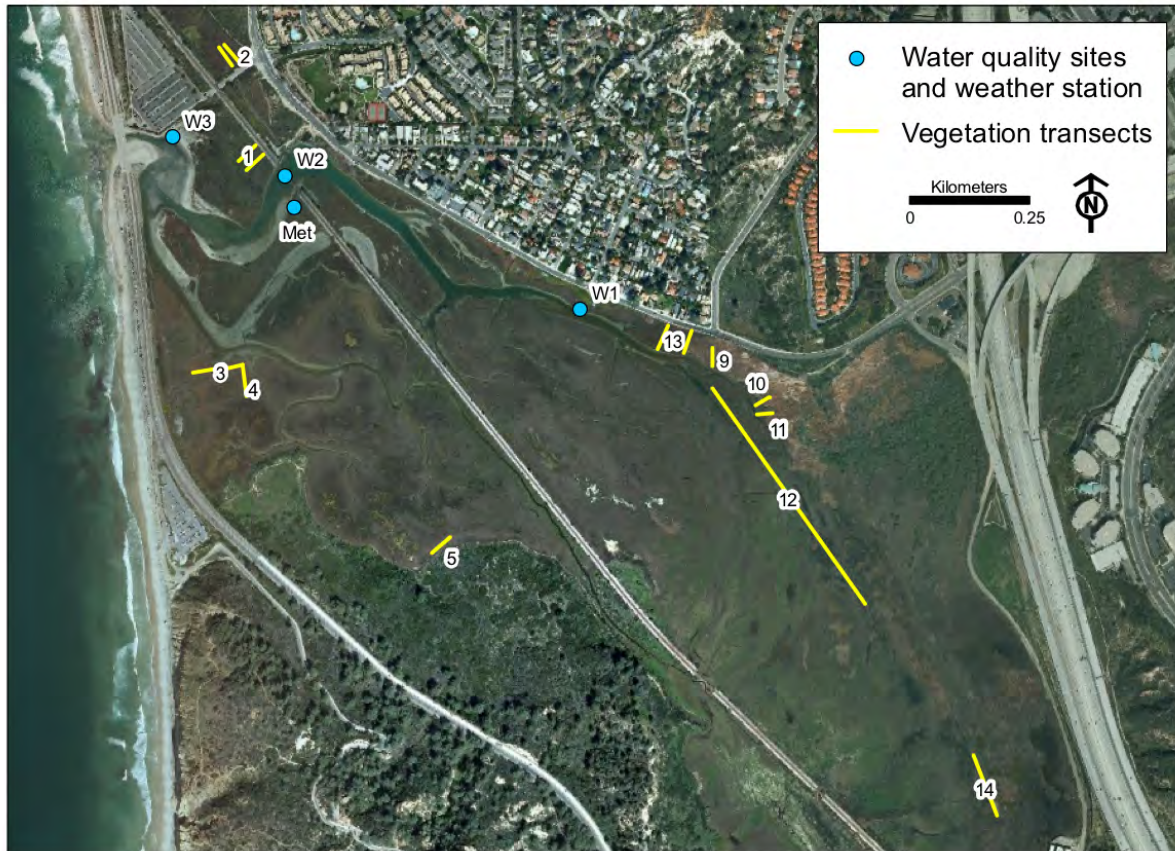 Water quality sites
and weather station
Vegetation transects
Kilometers
0 0.25
N
2
W3
1
W2
Met
W1
13
9
3
4
10
11
12
5
14